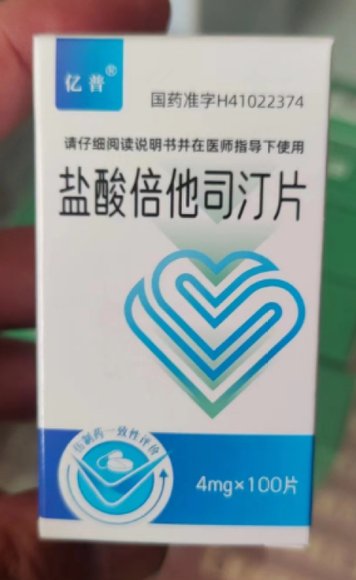 亿普®
国药准字H41022374
请仔细阅读说明书并在医师指导下使用
盐酸倍他司汀片
仿制药一致性评价
4mg×100片